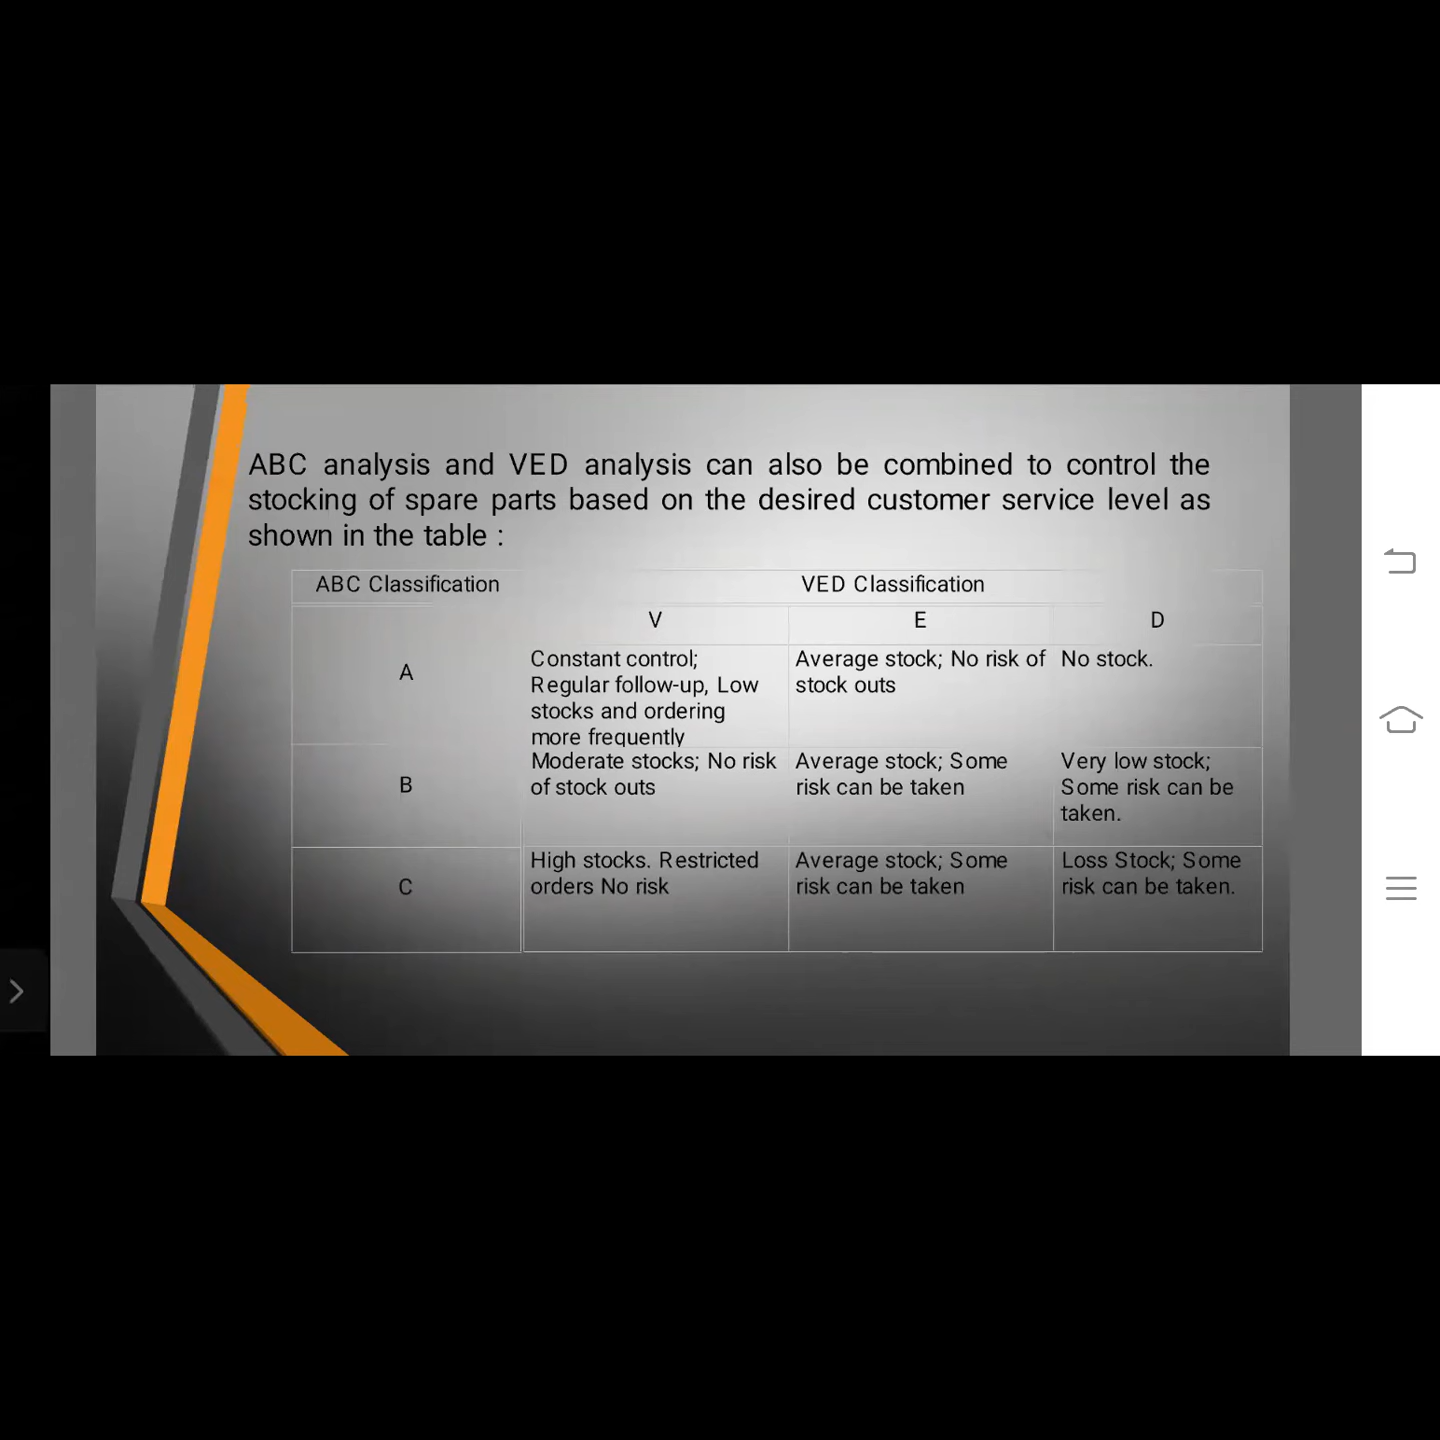 ABC analysis and VED analysis can also be combined to control the
stocking of spare parts based on the desired customer service level as
shown in the table :
ABC Classification
VED Classification
V
E
D
A
Constant control;
Regular follow-up, Low
stocks and ordering
more frequently
Average stock; No risk of
stock outs
No stock.
B
Moderate stocks; No risk
of stock outs
Average stock; Some
risk can be taken
Very low stock;
Some risk can be
taken.
C
High stocks. Restricted
orders No risk
Average stock; Some
risk can be taken
Loss Stock; Some
risk can be taken.